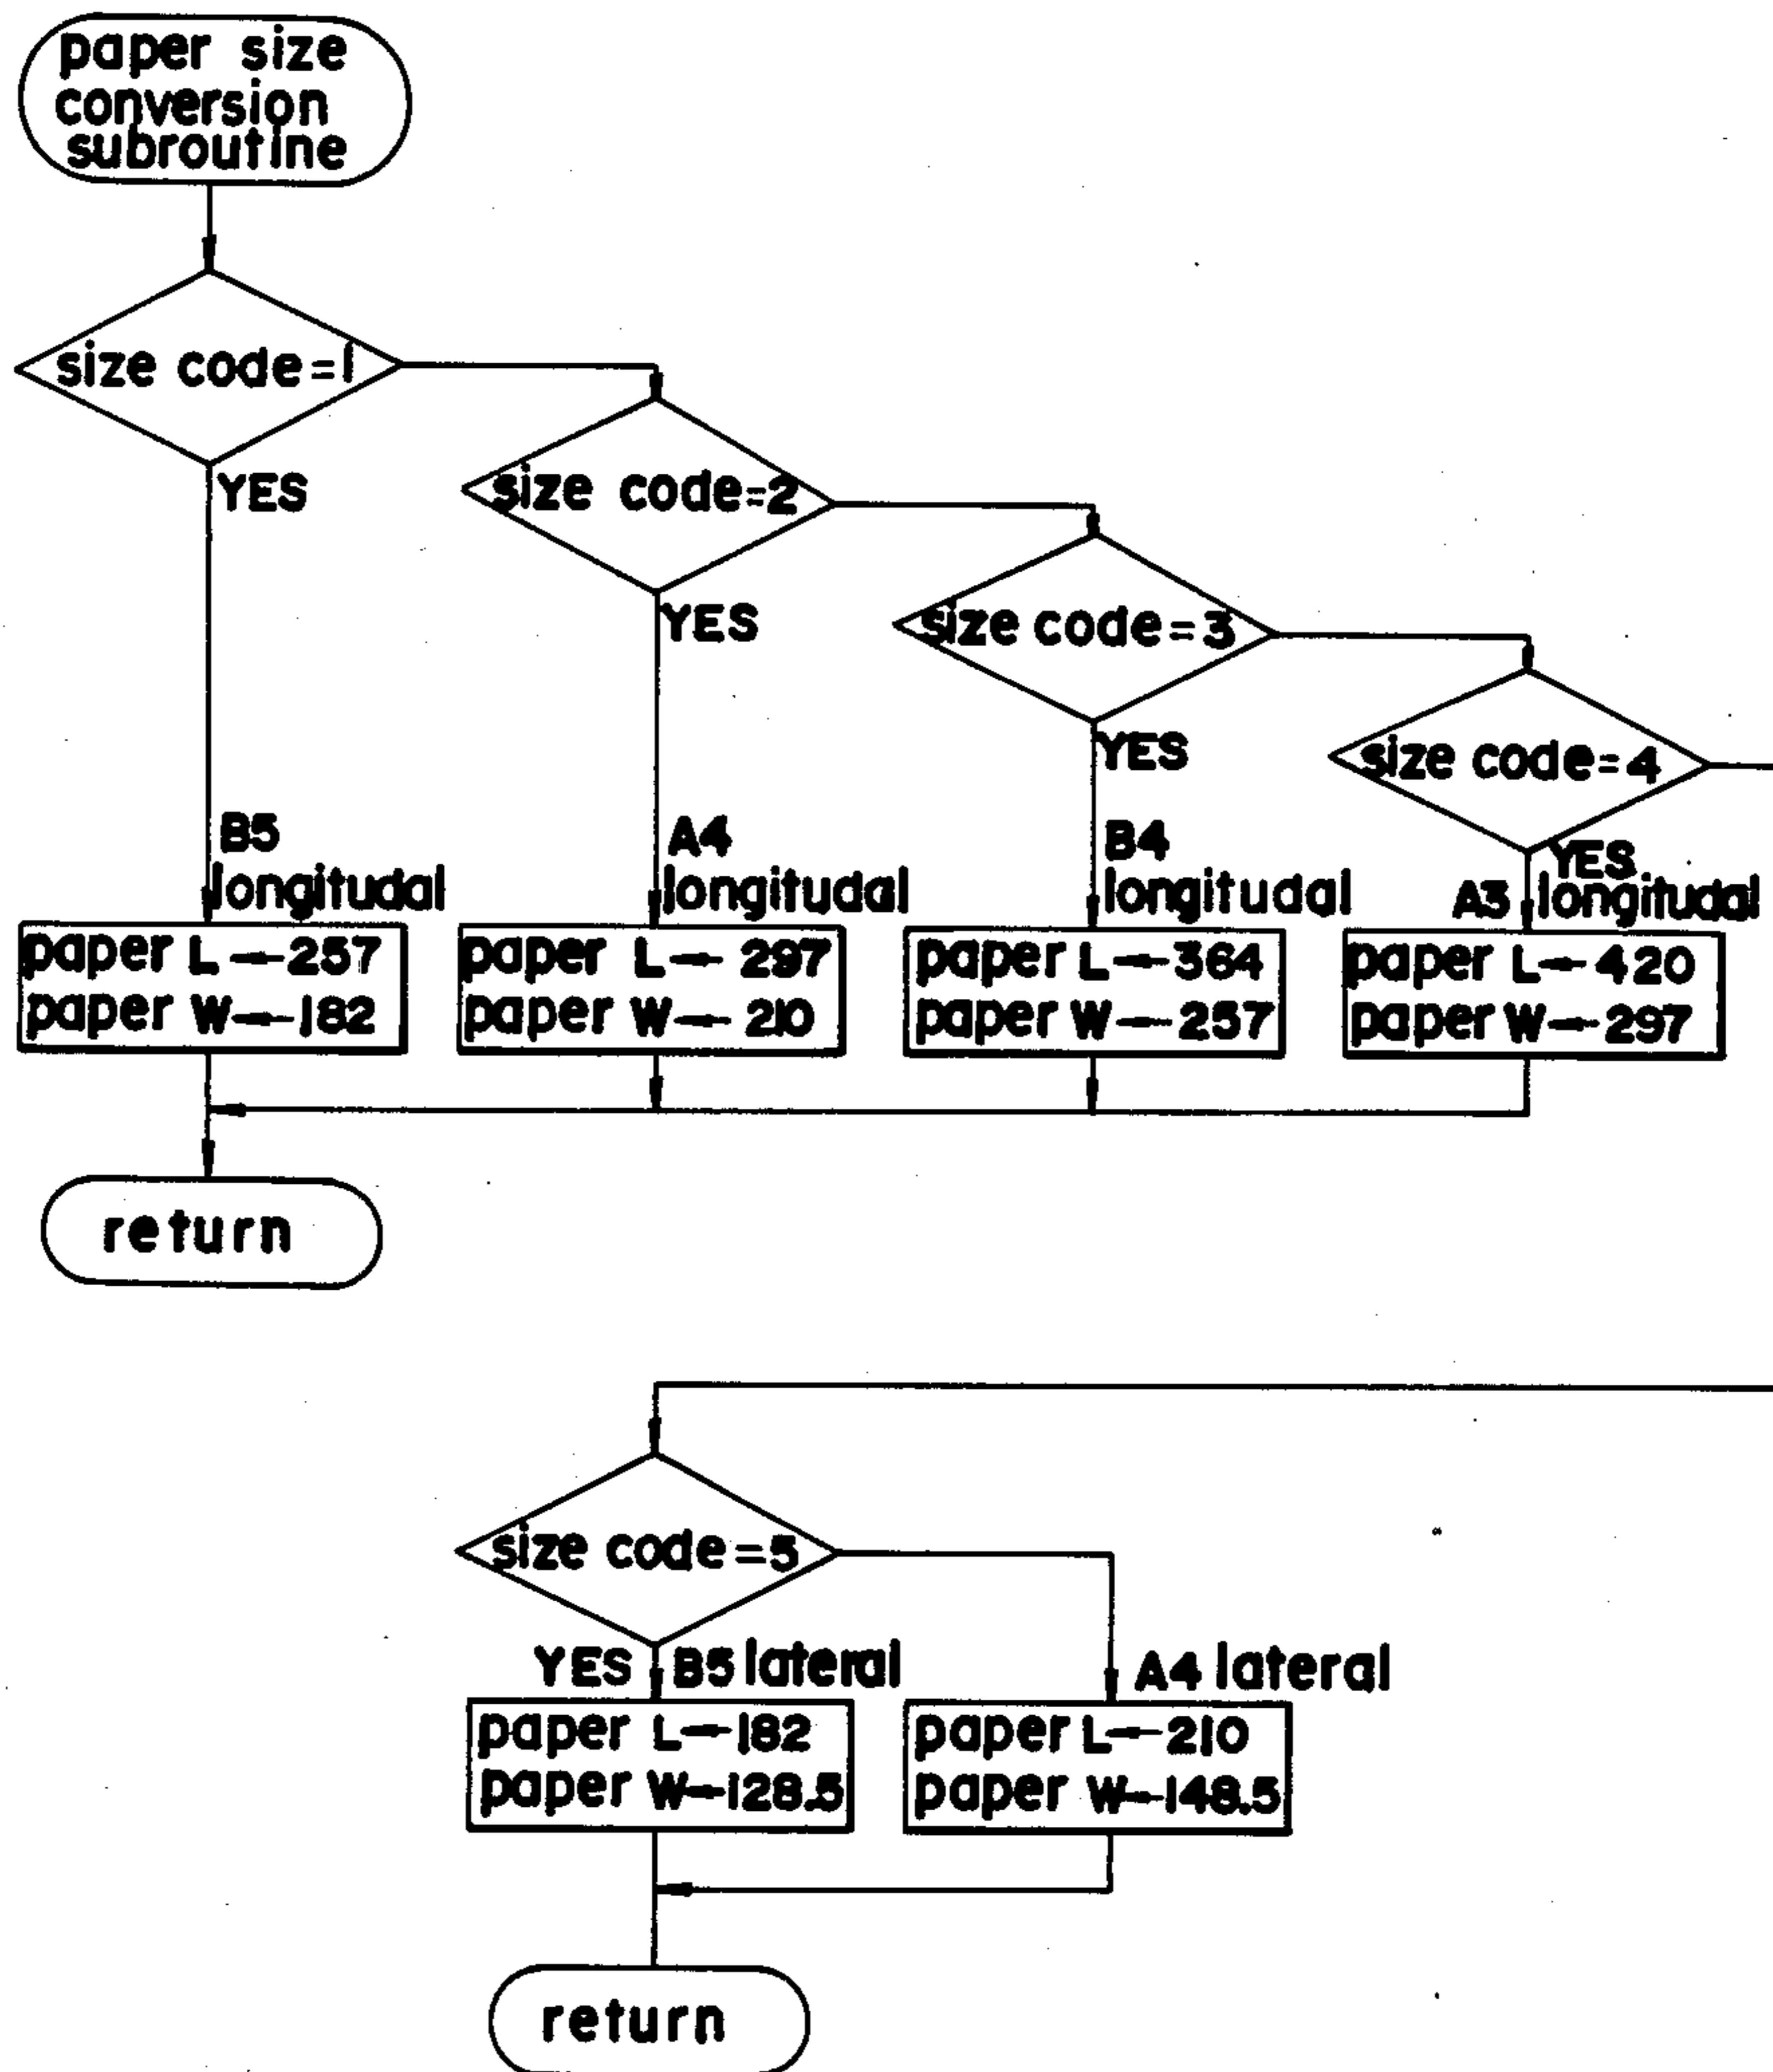 paper size
conversion
subroutine
size code=1
YES
size code=2
YES
size code=3
YES
size code=4
YES
B5
longitudal
A4
longitudal
B4
longitudal
A3 longitudal
paper L←257
paper W←182
paper L← 297
paper W← 210
paper L←364
paper W←257
paper L←420
paper W←297
return
size code=5
YES B5 lateral
A4 lateral
paper L←182
paper W←128.5
paper L←210
paper W←148.5
return